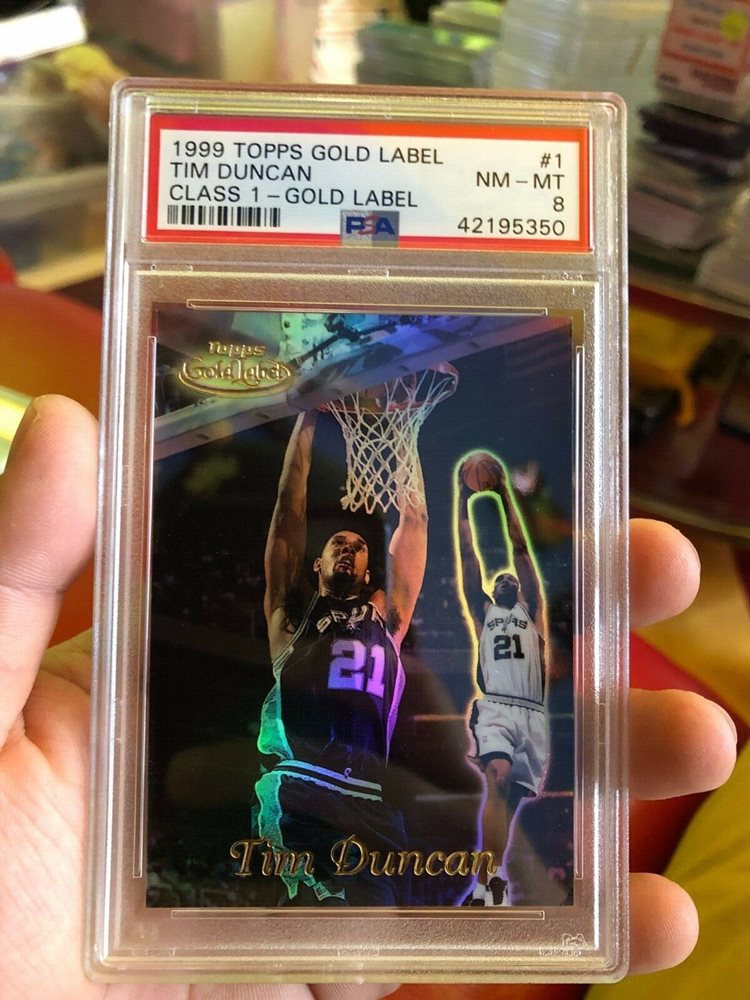 1999 TOPPS GOLD LABEL #1
TIM DUNCAN NM – MT
CLASS 1 – GOLD LABEL 8
PSA 42195350
Topps
Gold Label
SPURS
21
SPURS
21
Tim Duncan